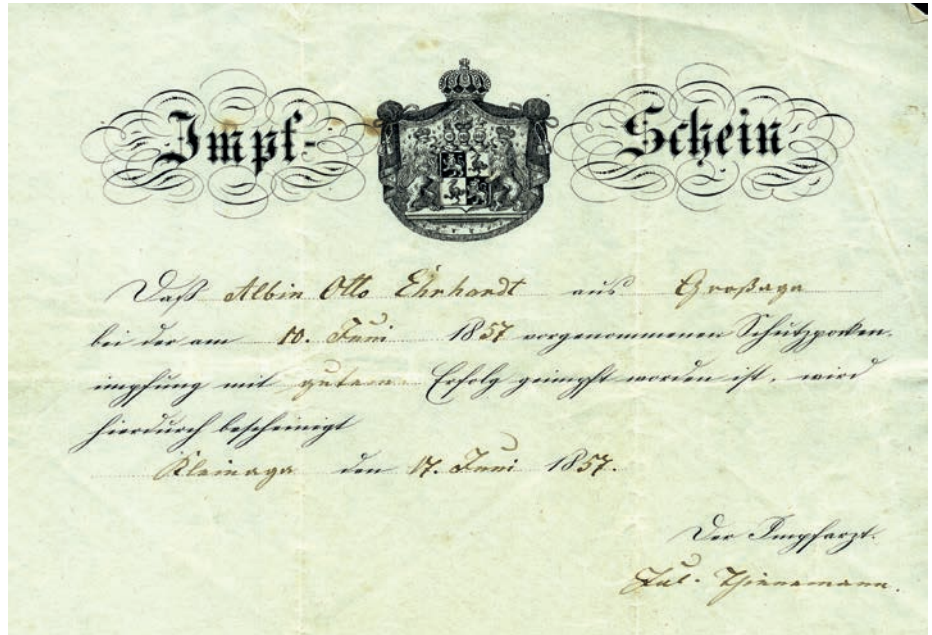 Impf- Schein
Daß Albin Otto Ehrhardt aus Großaga
bei der am 10. Juni 1857 vorgenommenen Schutzpocken-
impfung mit gutem Erfolg geimpft worden ist, wird
hierdurch bescheinigt
Kleinaga den 17. Juni 1857.
Der Impfarzt.
Jul. Thienemann.